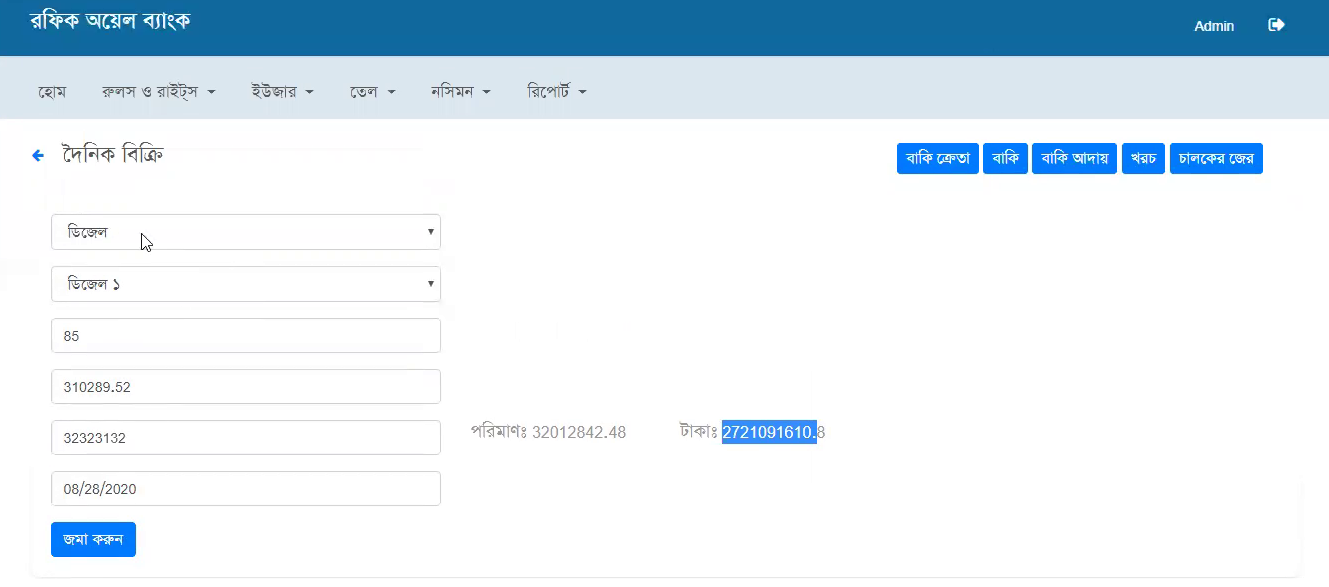 রফিক অয়েল ব্যাংক
Admin
হোম রুলস ও রাইট্স ইউজার তেল নসিমন রিপোর্ট
দৈনিক বিক্রি
বাকি ক্রেতা বাকি বাকি আদায় খরচ চালকের জের
ডিজেল
ডিজেল ১
85
310289.52
32323132 পরিমাণঃ 32012842.48 টাকাঃ 2721091610.8
08/28/2020
জমা করুন